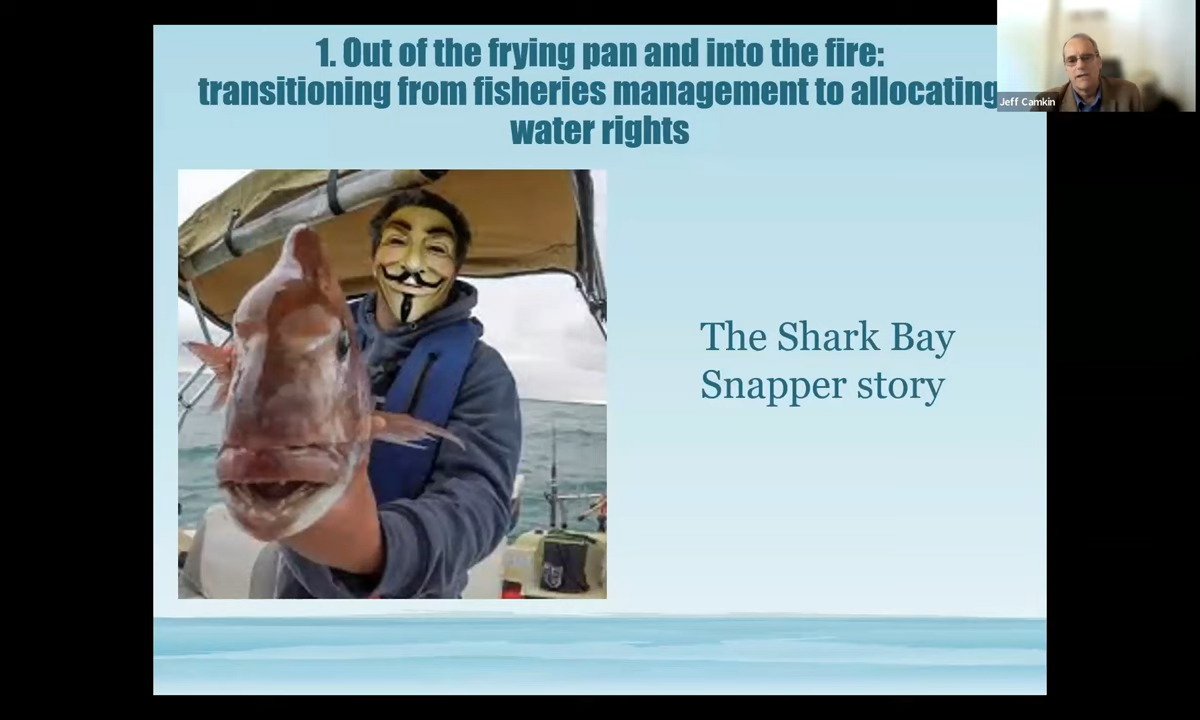 1. Out of the frying pan and into the fire:
transitioning from fisheries management to allocating
water rights
Jeff Camkin
The Shark Bay
Snapper story